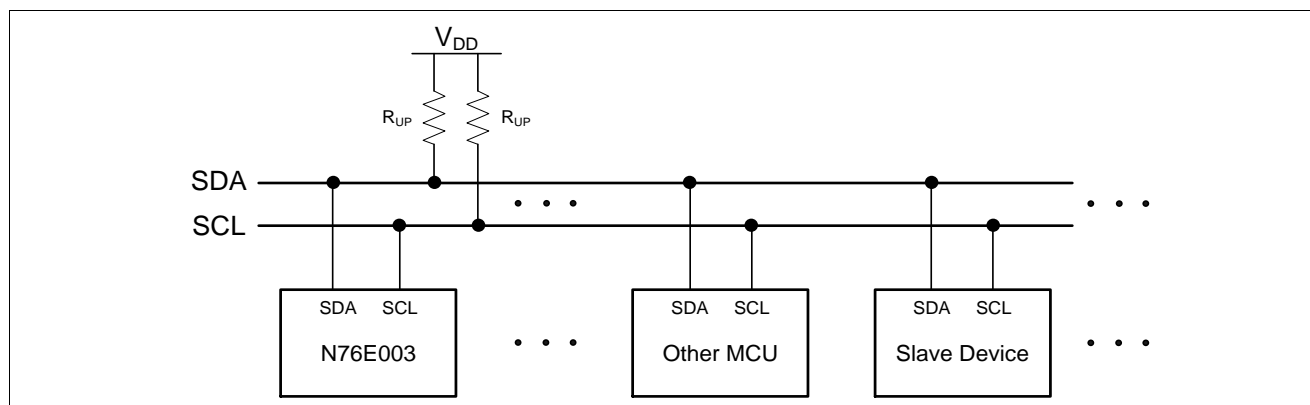 VDD
RUP RUP
SDA
SCL
SDA SCL SDA SCL SDA SCL
N76E003 Other MCU Slave Device